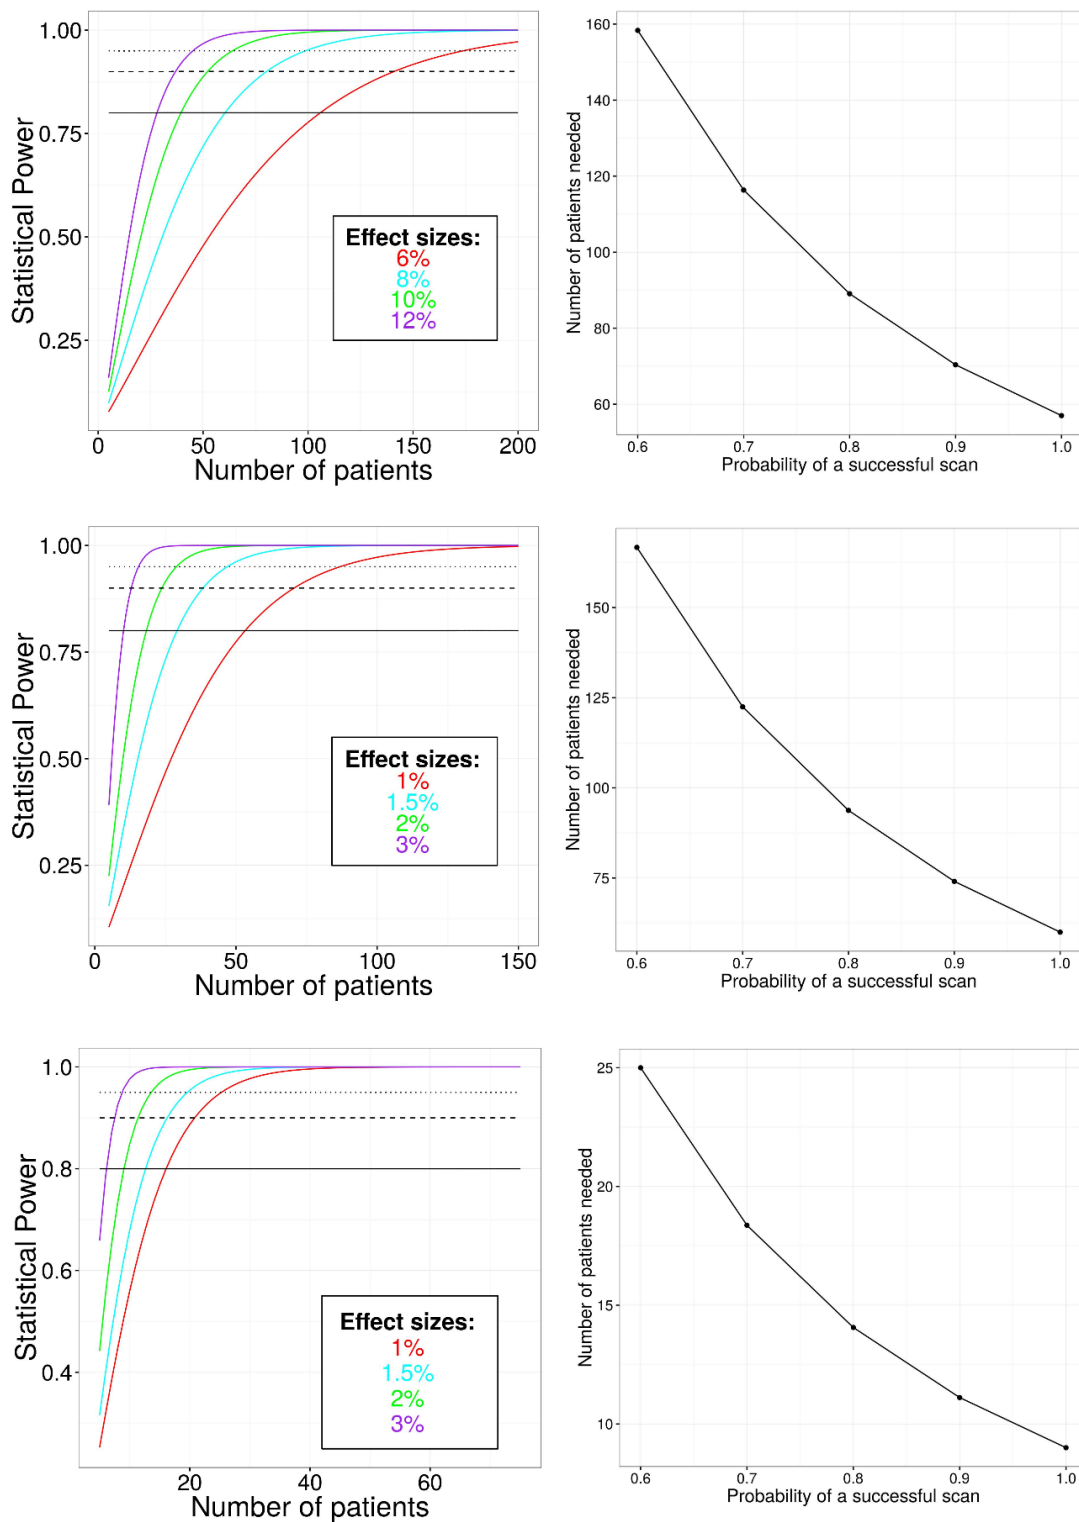 1.00
0.75
0.50
0.25
Statistical Power
Effect sizes:
6%
8%
10%
12%
0 50 100 150 200
Number of patients
160
140
120
100
80
60
Number of patients needed
0.6 0.7 0.8 0.9 1.0
Probability of a successful scan
1.00
0.75
0.50
0.25
Statistical Power
Effect sizes:
1%
1.5%
2%
3%
0 50 100 150
Number of patients
150
125
100
75
Number of patients needed
0.6 0.7 0.8 0.9 1.0
Probability of a successful scan
1.0
0.8
0.6
0.4
Statistical Power
Effect sizes:
1%
1.5%
2%
3%
20 40 60
Number of patients
25
20
15
10
Number of patients needed
0.6 0.7 0.8 0.9 1.0
Probability of a successful scan